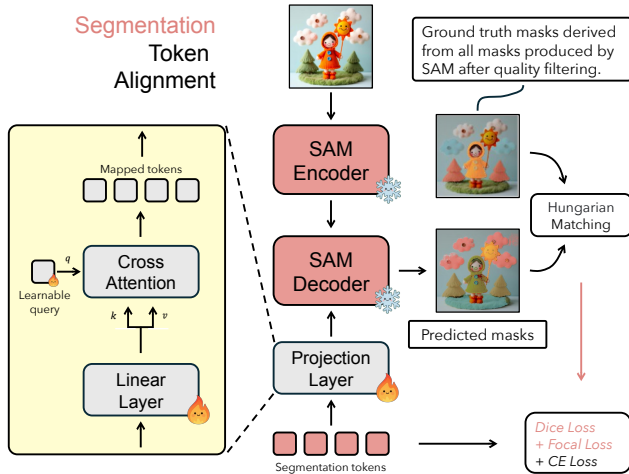 Segmentation
Token
Alignment
Ground truth masks derived
from all masks produced by
SAM after quality filtering.
SAM
Encoder
Mapped tokens
Hungarian
Matching
q
Cross
Attention
Learnable
query
SAM
Decoder
k
v
Predicted masks
Linear
Layer
Projection
Layer
Segmentation tokens
Dice Loss
+ Focal Loss
+ CE Loss